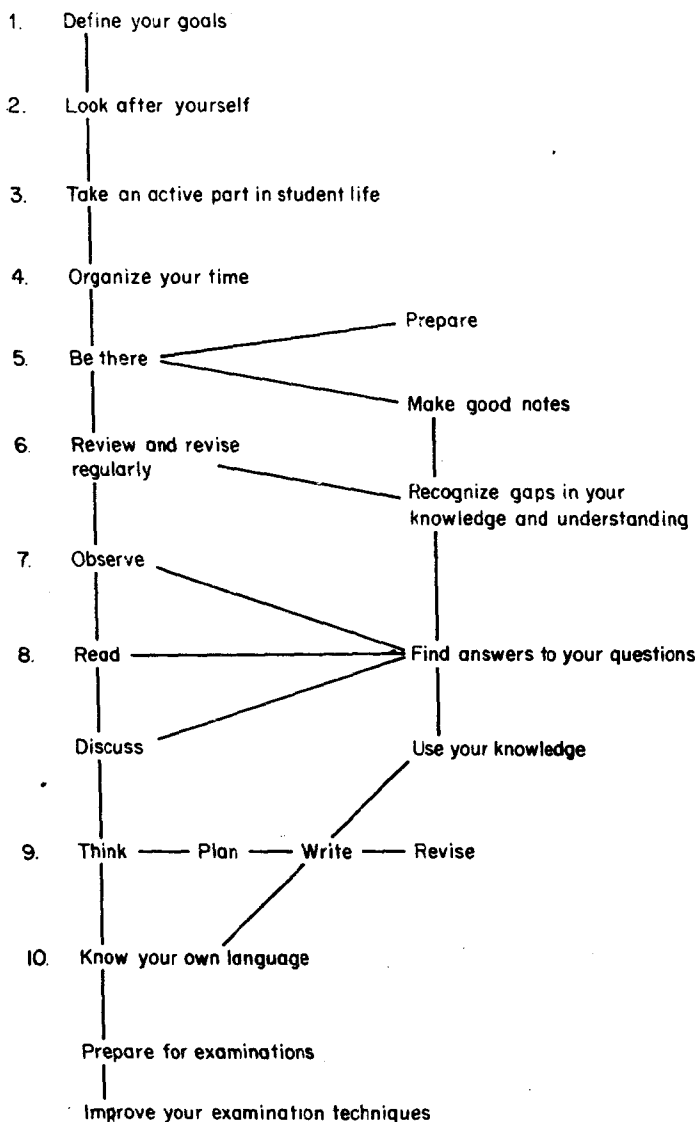 1. Define your goals
2. Look after yourself
3. Take an active part in student life
4. Organize your time
Prepare
5. Be there
Make good notes
6. Review and revise
regularly
Recognize gaps in your
knowledge and understanding
7. Observe
8. Read Find answers to your questions
Discuss Use your knowledge
9. Think Plan Write Revise
10. Know your own language
Prepare for examinations
Improve your examination techniques